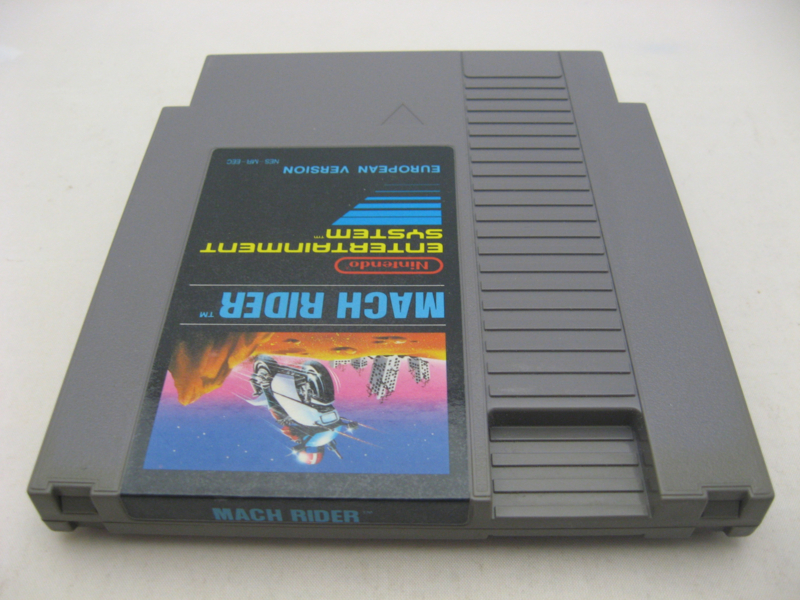 MACH RIDER™
Nintendo
ENTERTAINMENT
SYSTEM™
EUROPEAN VERSION
NES-MR-EEC
MACH RIDER™